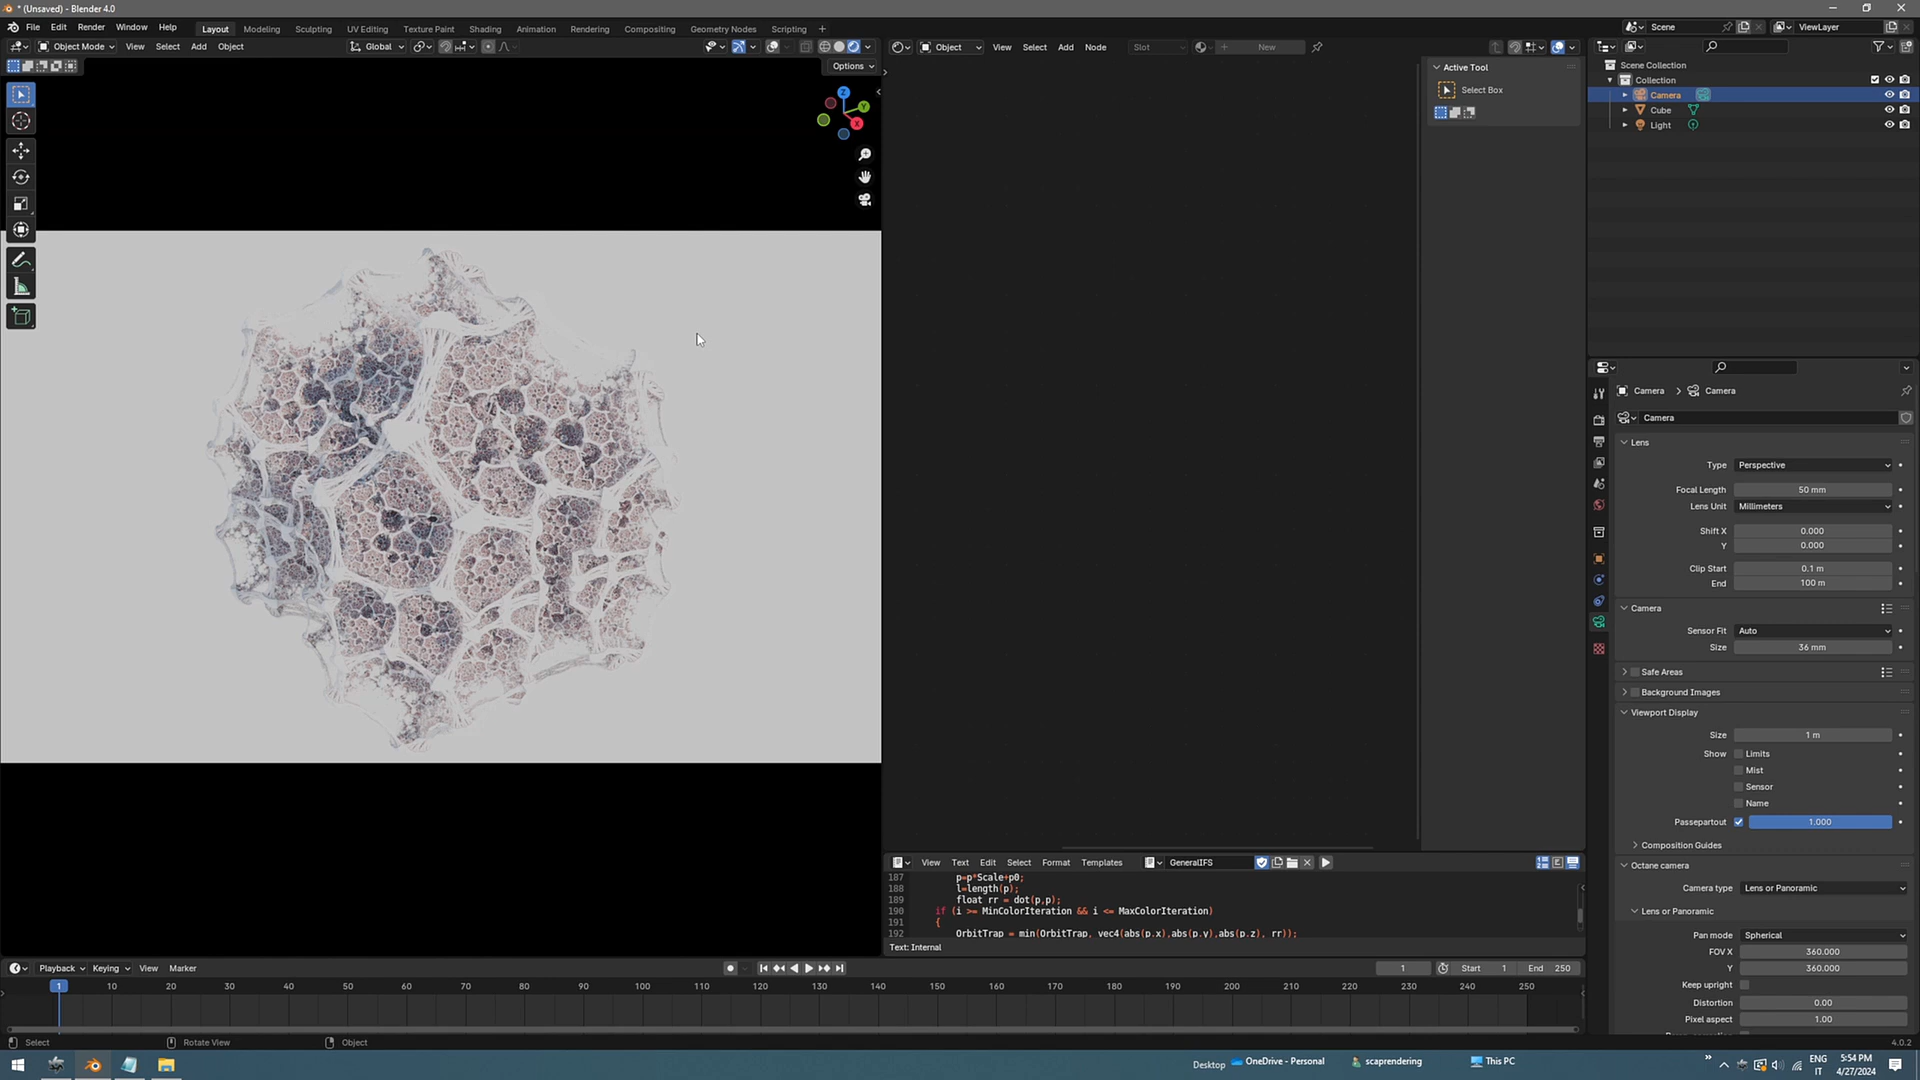 * (Unsaved) - Blender 4.0
File Edit Render Window Help Layout Modeling Sculpting UV Editing Texture Paint Shading Animation Rendering Compositing Geometry Nodes Scripting + Scene ViewLayer
Object Mode View Select Add Object Global Object View Select Add Node Slot New
Options
Active Tool
Select Box
Z
Y
X
Scene Collection
Collection
Camera
Cube
Light
Camera > Camera
Camera
Lens
Type Perspective
Focal Length 50 mm
Lens Unit Millimeters
Shift X 0.000
Y 0.000
Clip Start 0.1 m
End 100 m
Camera
Sensor Fit Auto
Size 36 mm
Safe Areas
Background Images
Viewport Display
Size 1 m
Show Limits
Mist
Sensor
Name
Passepartout 1.000
Composition Guides
Octane camera
Camera type Lens or Panoramic
Lens or Panoramic
Pan mode Spherical
FOV X 360.000
Y 360.000
Keep upright
Distortion 0.00
Pixel aspect 1.00
View Text Edit Select Format Templates GeneralIFS
187 p=p*Scale+p0;
188 l=length(p);
189 float rr = dot(p,p);
190 if (i >= MinColorIteration && i <= MaxColorIteration)
191 {
192 OrbitTrap = min(OrbitTrap, vec4(abs(p.x),abs(p.y),abs(p.z), rr));
Text: Internal
Playback Keying View Marker 1 Start 1 End 250
1 10 20 30 40 50 60 70 80 90 100 110 120 130 140 150 160 170 180 190 200 210 220 230 240 250
Select Rotate View Object 4.0.2
Desktop OneDrive - Personal scaprendering This PC ENG IT 5:54 PM 4/27/2024